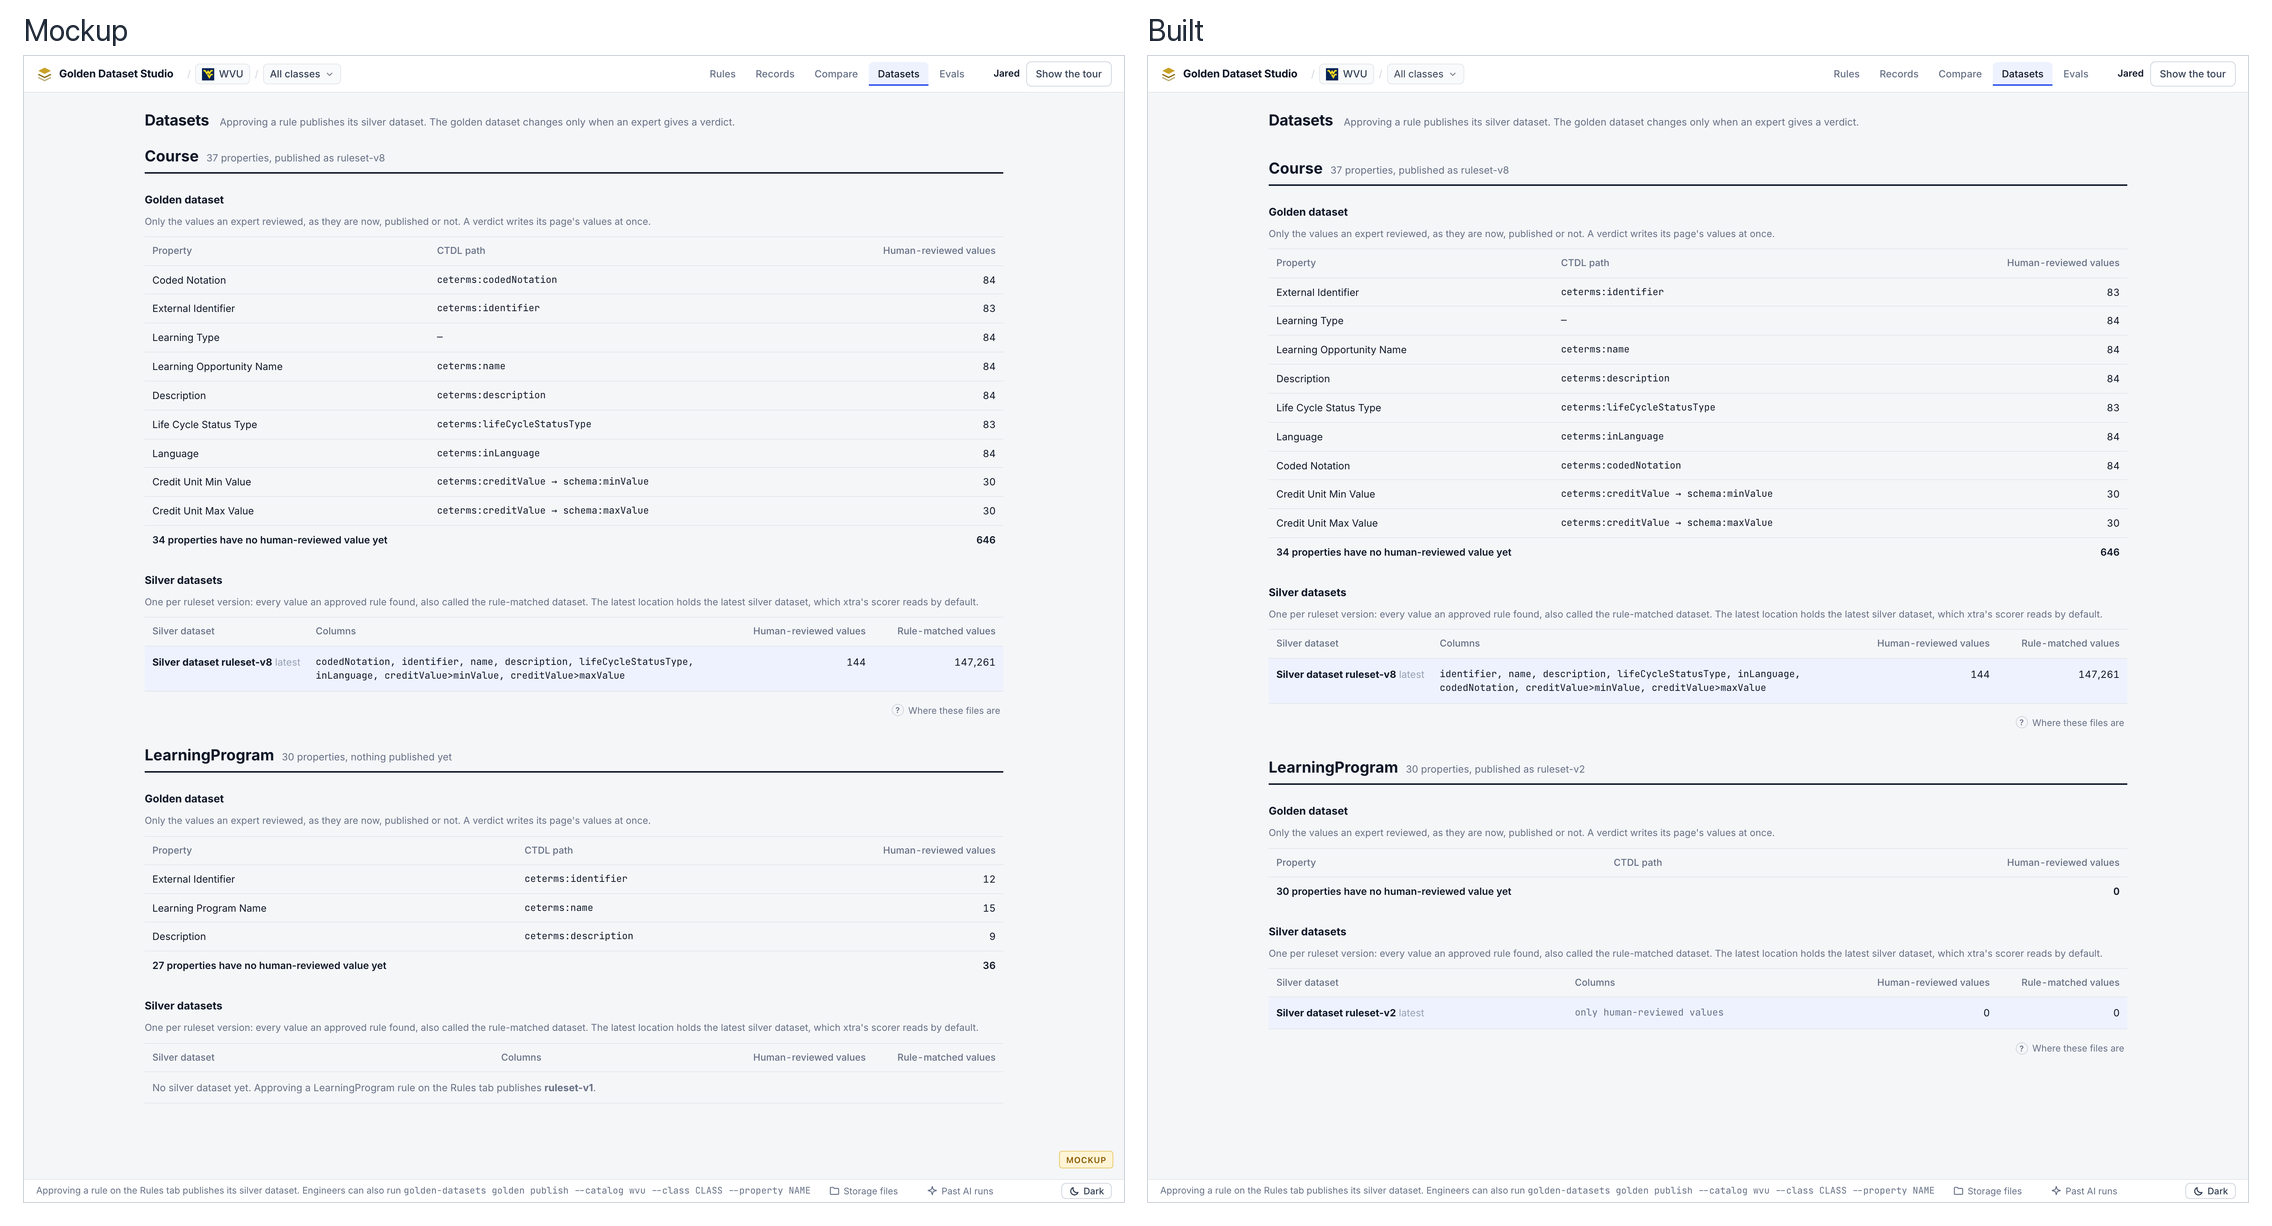 Mockup
Golden Dataset Studio / WVU / All classes Rules Records Compare Datasets Evals Jared Show the tour
Datasets Approving a rule publishes its silver dataset. The golden dataset changes only when an expert gives a verdict.
Course 37 properties, published as ruleset-v8
Golden dataset
Only the values an expert reviewed, as they are now, published or not. A verdict writes its page's values at once.
Property CTDL path Human-reviewed values
Coded Notation ceterms:codedNotation 84
External Identifier ceterms:identifier 83
Learning Type — 84
Learning Opportunity Name ceterms:name 84
Description ceterms:description 84
Life Cycle Status Type ceterms:lifeCycleStatusType 83
Language ceterms:inLanguage 84
Credit Unit Min Value ceterms:creditValue → schema:minValue 30
Credit Unit Max Value ceterms:creditValue → schema:maxValue 30
34 properties have no human-reviewed value yet 646
Silver datasets
One per ruleset version: every value an approved rule found, also called the rule-matched dataset. The latest location holds the latest silver dataset, which xtra's scorer reads by default.
Silver dataset Columns Human-reviewed values Rule-matched values
Silver dataset ruleset-v8 latest codedNotation, identifier, name, description, lifeCycleStatusType, 144 147,261
inLanguage, creditValue>minValue, creditValue>maxValue
? Where these files are
LearningProgram 30 properties, nothing published yet
Golden dataset
Only the values an expert reviewed, as they are now, published or not. A verdict writes its page's values at once.
Property CTDL path Human-reviewed values
External Identifier ceterms:identifier 12
Learning Program Name ceterms:name 15
Description ceterms:description 9
27 properties have no human-reviewed value yet 36
Silver datasets
One per ruleset version: every value an approved rule found, also called the rule-matched dataset. The latest location holds the latest silver dataset, which xtra's scorer reads by default.
Silver dataset Columns Human-reviewed values Rule-matched values
No silver dataset yet. Approving a LearningProgram rule on the Rules tab publishes ruleset-v1.
MOCKUP
Approving a rule on the Rules tab publishes its silver dataset. Engineers can also run golden-datasets golden publish --catalog wvu --class CLASS --property NAME Storage files Past AI runs Dark
Built
Golden Dataset Studio / WVU / All classes Rules Records Compare Datasets Evals Jared Show the tour
Datasets Approving a rule publishes its silver dataset. The golden dataset changes only when an expert gives a verdict.
Course 37 properties, published as ruleset-v8
Golden dataset
Only the values an expert reviewed, as they are now, published or not. A verdict writes its page's values at once.
Property CTDL path Human-reviewed values
External Identifier ceterms:identifier 83
Learning Type — 84
Learning Opportunity Name ceterms:name 84
Description ceterms:description 84
Life Cycle Status Type ceterms:lifeCycleStatusType 83
Language ceterms:inLanguage 84
Coded Notation ceterms:codedNotation 84
Credit Unit Min Value ceterms:creditValue → schema:minValue 30
Credit Unit Max Value ceterms:creditValue → schema:maxValue 30
34 properties have no human-reviewed value yet 646
Silver datasets
One per ruleset version: every value an approved rule found, also called the rule-matched dataset. The latest location holds the latest silver dataset, which xtra's scorer reads by default.
Silver dataset Columns Human-reviewed values Rule-matched values
Silver dataset ruleset-v8 latest identifier, name, description, lifeCycleStatusType, inLanguage, 144 147,261
codedNotation, creditValue>minValue, creditValue>maxValue
? Where these files are
LearningProgram 30 properties, published as ruleset-v2
Golden dataset
Only the values an expert reviewed, as they are now, published or not. A verdict writes its page's values at once.
Property CTDL path Human-reviewed values
30 properties have no human-reviewed value yet 0
Silver datasets
One per ruleset version: every value an approved rule found, also called the rule-matched dataset. The latest location holds the latest silver dataset, which xtra's scorer reads by default.
Silver dataset Columns Human-reviewed values Rule-matched values
Silver dataset ruleset-v2 latest only human-reviewed values 0 0
? Where these files are
Approving a rule on the Rules tab publishes its silver dataset. Engineers can also run golden-datasets golden publish --catalog wvu --class CLASS --property NAME Storage files Past AI runs Dark